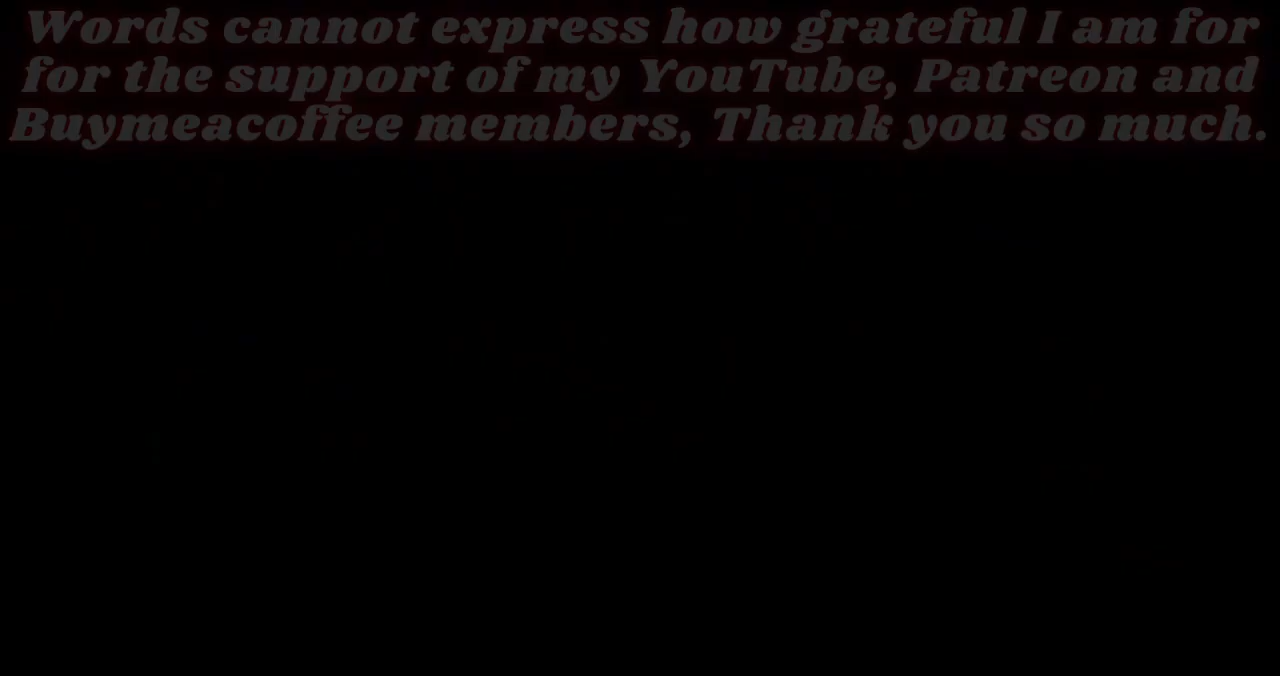 Words cannot express how grateful I am for
for the support of my YouTube, Patreon and
Buymeacoffee members, Thank you so much.